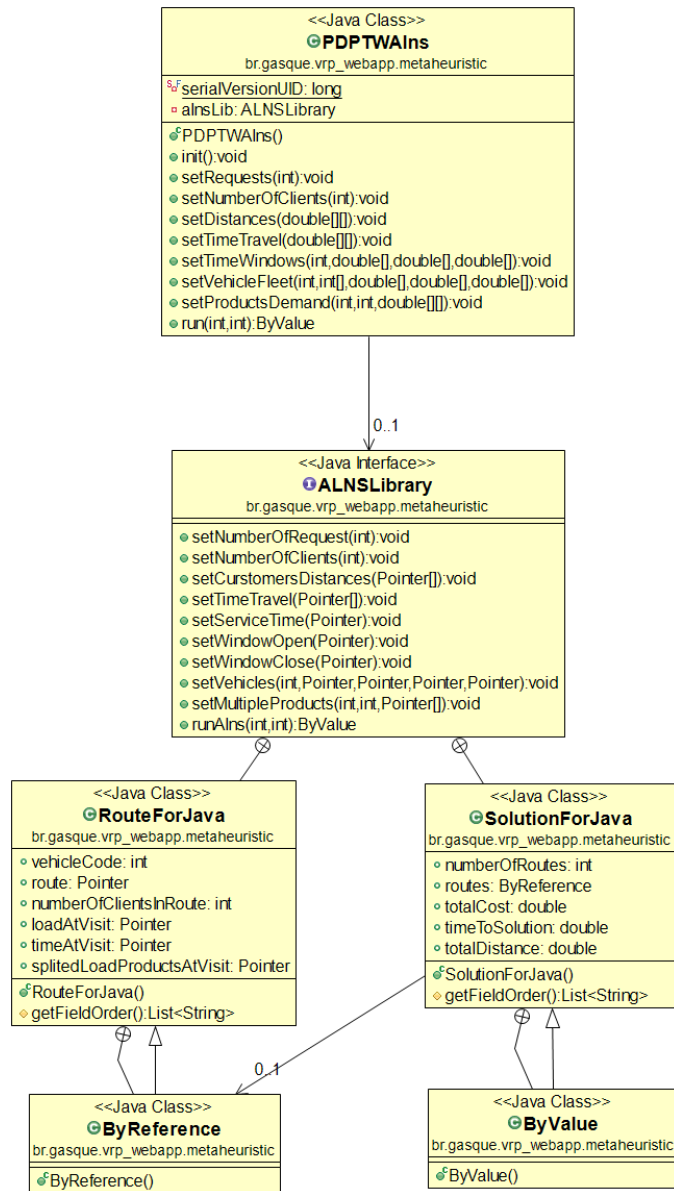 <<Java Class>>
PDPTWAlns
br.gasque.vrp_webapp.metaheuristic
serialVersionUID: long
alnsLib: ALNSLibrary
PDPTWAlns()
init():void
setRequests(int):void
setNumberOfClients(int):void
setDistances(double[][]):void
setTimeTravel(double[][]):void
setTimeWindows(int,double[],double[],double[]):void
setVehicleFleet(int,int[],double[],double[],double[]):void
setProductsDemand(int,int,double[][]):void
run(int,int):ByValue
0..1
<<Java Interface>>
ALNSLibrary
br.gasque.vrp_webapp.metaheuristic
setNumberOfRequest(int):void
setNumberOfClients(int):void
setCurstomersDistances(Pointer[]):void
setTimeTravel(Pointer[]):void
setServiceTime(Pointer):void
setWindowOpen(Pointer):void
setWindowClose(Pointer):void
setVehicles(int,Pointer,Pointer,Pointer,Pointer):void
setMultipleProducts(int,int,Pointer[]):void
runAlns(int,int):ByValue
<<Java Class>>
RouteForJava
br.gasque.vrp_webapp.metaheuristic
vehicleCode: int
route: Pointer
numberOfClientsInRoute: int
loadAtVisit: Pointer
timeAtVisit: Pointer
splitedLoadProductsAtVisit: Pointer
RouteForJava()
getFieldOrder():List<String>
<<Java Class>>
SolutionForJava
br.gasque.vrp_webapp.metaheuristic
numberOfRoutes: int
routes: ByReference
totalCost: double
timeToSolution: double
totalDistance: double
SolutionForJava()
getFieldOrder():List<String>
0..1
<<Java Class>>
ByReference
br.gasque.vrp_webapp.metaheuristic
ByReference()
<<Java Class>>
ByValue
br.gasque.vrp_webapp.metaheuristic
ByValue()